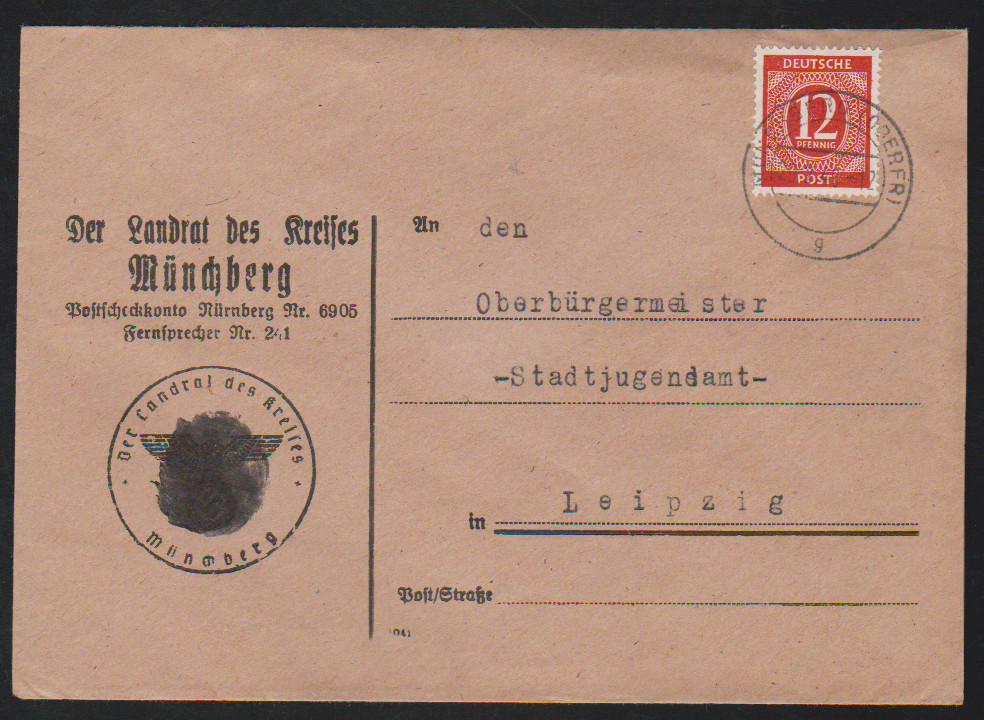 DEUTSCHE
12
PFENNIG
POST
(OBERFR)
g
Der Landrat des Kreises
Münchberg
Postscheckkonto Nürnberg Nr. 6905
Fernsprecher Nr. 241
Der Landrat des Kreises
Münchberg
An den
Oberbürgermeister
-Stadtjugendamt-
in Leipzig
Post/Straße